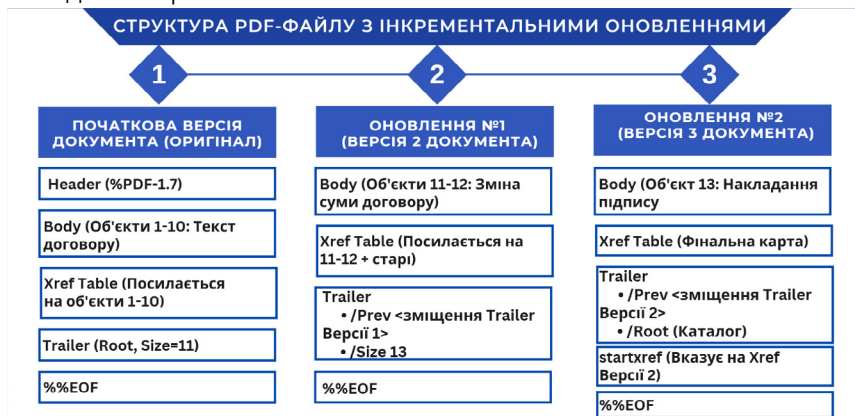 СТРУКТУРА PDF-ФАЙЛУ З ІНКРЕМЕНТАЛЬНИМИ ОНОВЛЕННЯМИ
1
2
3
ПОЧАТКОВА ВЕРСІЯ
ДОКУМЕНТА (ОРИГІНАЛ)
Header (%PDF-1.7)
Body (Об'єкти 1-10: Текст
договору)
Xref Table (Посилається
на об'єкти 1-10)
Trailer (Root, Size=11)
%%EOF
ОНОВЛЕННЯ №1
(ВЕРСІЯ 2 ДОКУМЕНТА)
Body (Об'єкти 11-12: Зміна
суми договору)
Xref Table (Посилається на
11-12 + старі)
Trailer
• /Prev <зміщення Trailer
Версії 1>
• /Size 13
%%EOF
ОНОВЛЕННЯ №2
(ВЕРСІЯ 3 ДОКУМЕНТА)
Body (Об'єкт 13: Накладання
підпису
Xref Table (Фінальна карта)
Trailer
• /Prev <зміщення Trailer
Версії 2>
• /Root (Каталог)
startxref (Вказує на Xref
Версії 2)
%%EOF